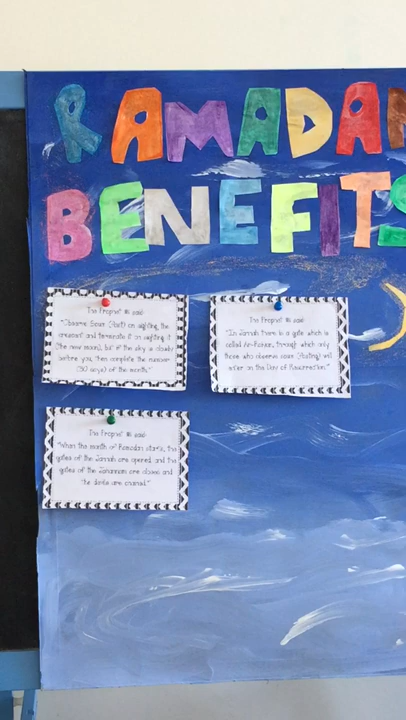 RAMADAN
BENEFITS
The Prophet ﷺ said:
"Observe Sawm (fast) on sighting the
crescent and terminate it on sighting it
(the new moon), but if the sky is cloudy
before you, then complete the number
(30 days) of the month."
The Prophet ﷺ said:
"In Jannah there is a gate which is
called Ar-Raiyan, through which only
those who observe sawm (fasting) will
enter on the Day of Resurrection."
The Prophet ﷺ said:
"When the month of Ramadan starts, the
gates of the Jannah are opened and the
gates of the Jahannam are closed and
the devils are chained."